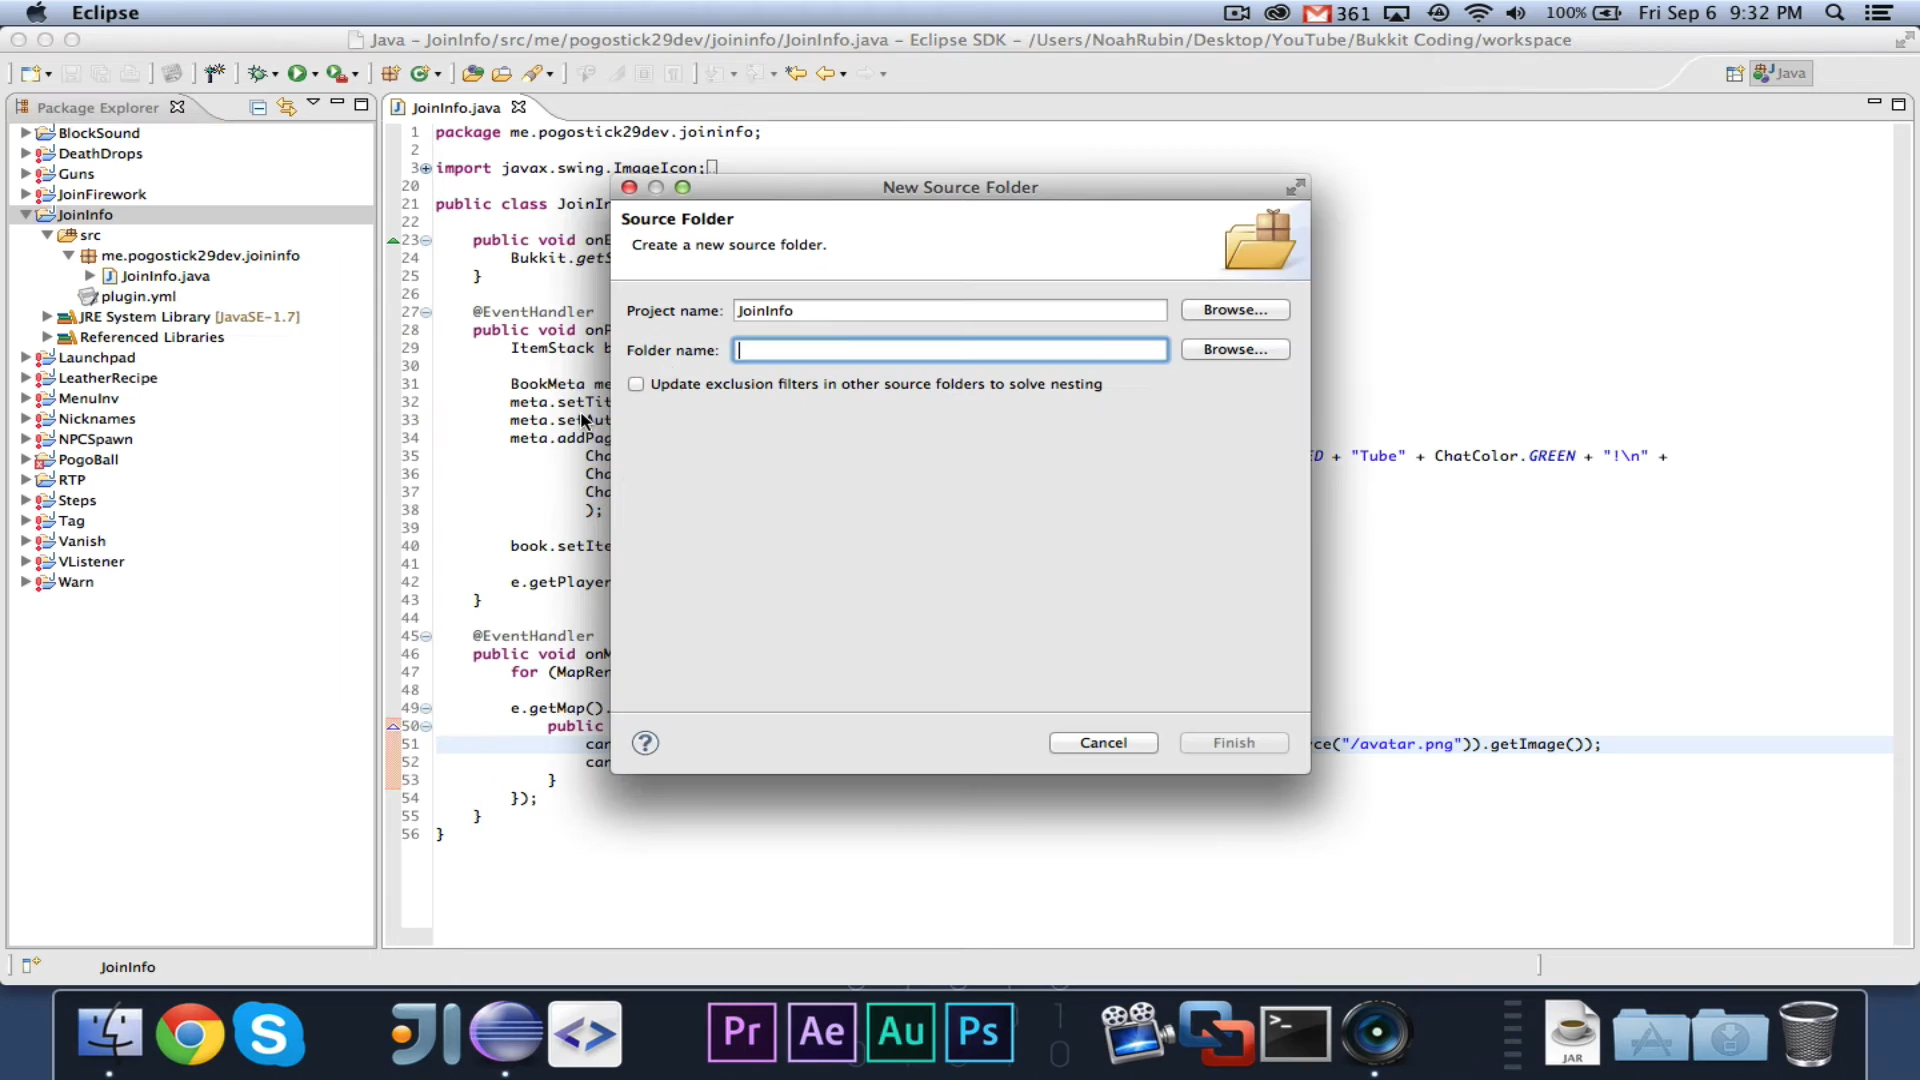 Eclipse
361
100%
Fri Sep 6 9:32 PM
Java – JoinInfo/src/me/pogostick29dev/joininfo/JoinInfo.java – Eclipse SDK – /Users/NoahRubin/Desktop/YouTube/Bukkit Coding/workspace
Java
Package Explorer
BlockSound
DeathDrops
Guns
JoinFirework
JoinInfo
src
me.pogostick29dev.joininfo
JoinInfo.java
plugin.yml
JRE System Library [JavaSE-1.7]
Referenced Libraries
Launchpad
LeatherRecipe
MenuInv
Nicknames
NPCSpawn
PogoBall
RTP
Steps
Tag
Vanish
VListener
Warn
JoinInfo.java
1 package me.pogostick29dev.joininfo;
2
3 import javax.swing.ImageIcon;
20
21 public class JoinIn
22
23 public void onE
24 Bukkit.getS
25 }
26
27 @EventHandler
28 public void onP
29 ItemStack b
30
31 BookMeta me
32 meta.setTit
33 meta.setAut
34 meta.addPag
35 Cha ED + "Tube" + ChatColor.GREEN + "!\n" +
36 Cha
37 Cha
38 );
39
40 book.setIte
41
42 e.getPlayer
43 }
44
45 @EventHandler
46 public void onM
47 for (MapRen
48
49 e.getMap().
50 public
51 can ce("/avatar.png")).getImage());
52 can
53 }
54 });
55 }
56 }
New Source Folder
Source Folder
Create a new source folder.
Project name: JoinInfo Browse...
Folder name: Browse...
Update exclusion filters in other source folders to solve nesting
? Cancel Finish
JoinInfo
Pr Ae Au Ps
JAR